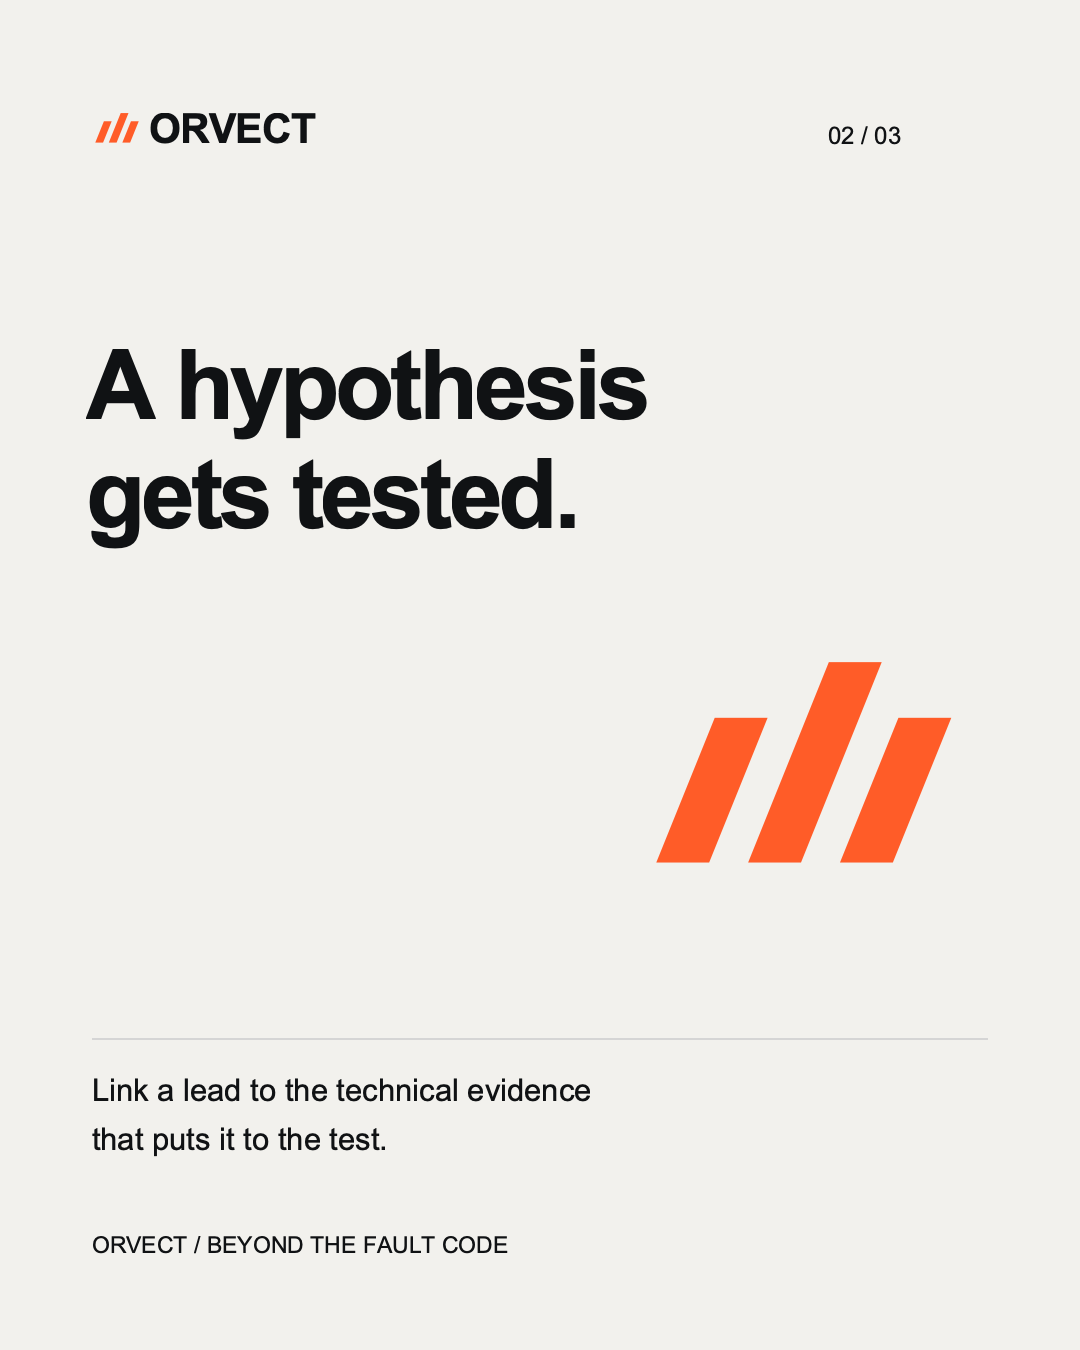 ORVECT
02 / 03
A hypothesis
gets tested.
Link a lead to the technical evidence
that puts it to the test.
ORVECT / BEYOND THE FAULT CODE